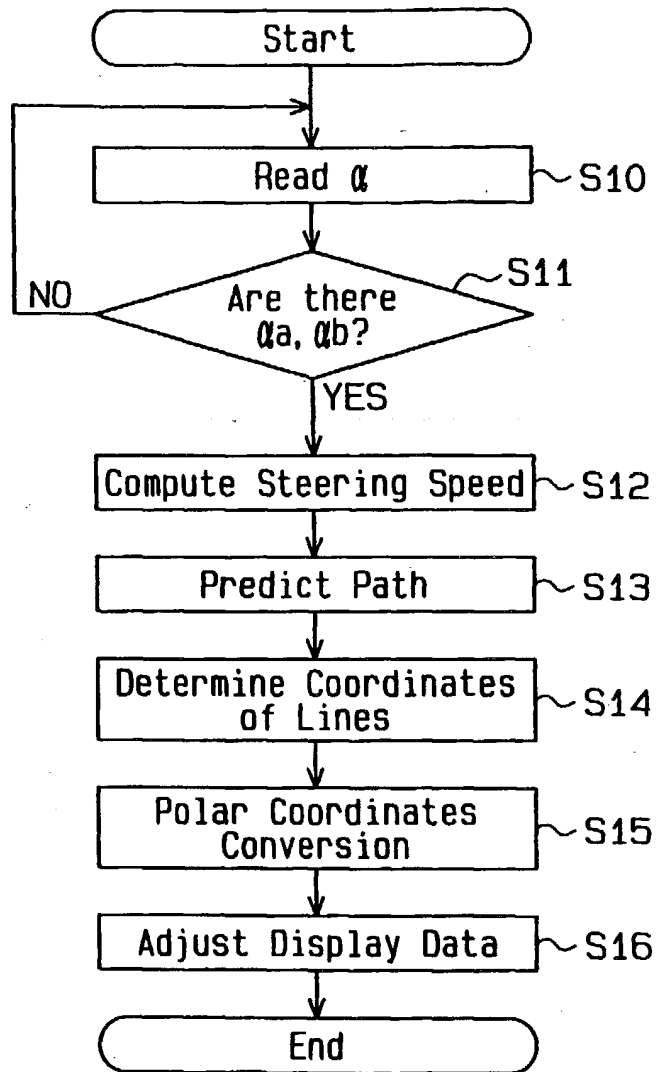 Start
Read α
S10
Are there
αa, αb?
S11
NO
YES
Compute Steering Speed
S12
Predict Path
S13
Determine Coordinates
of Lines
S14
Polar Coordinates
Conversion
S15
Adjust Display Data
S16
End